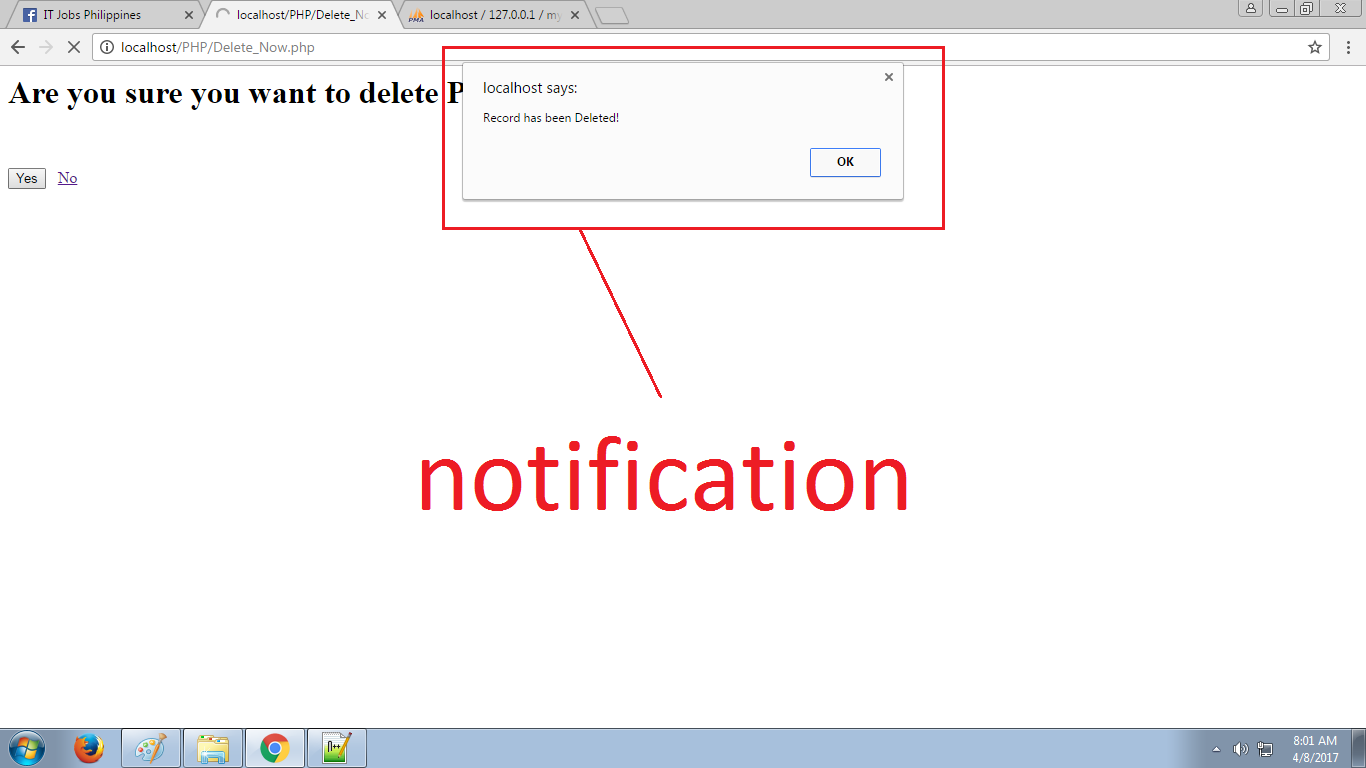 IT Jobs Philippines
localhost/PHP/Delete_No
localhost / 127.0.0.1 / my
localhost/PHP/Delete_Now.php
Are you sure you want to delete P
localhost says:
Record has been Deleted!
OK
Yes No
notification
8:01 AM
4/8/2017